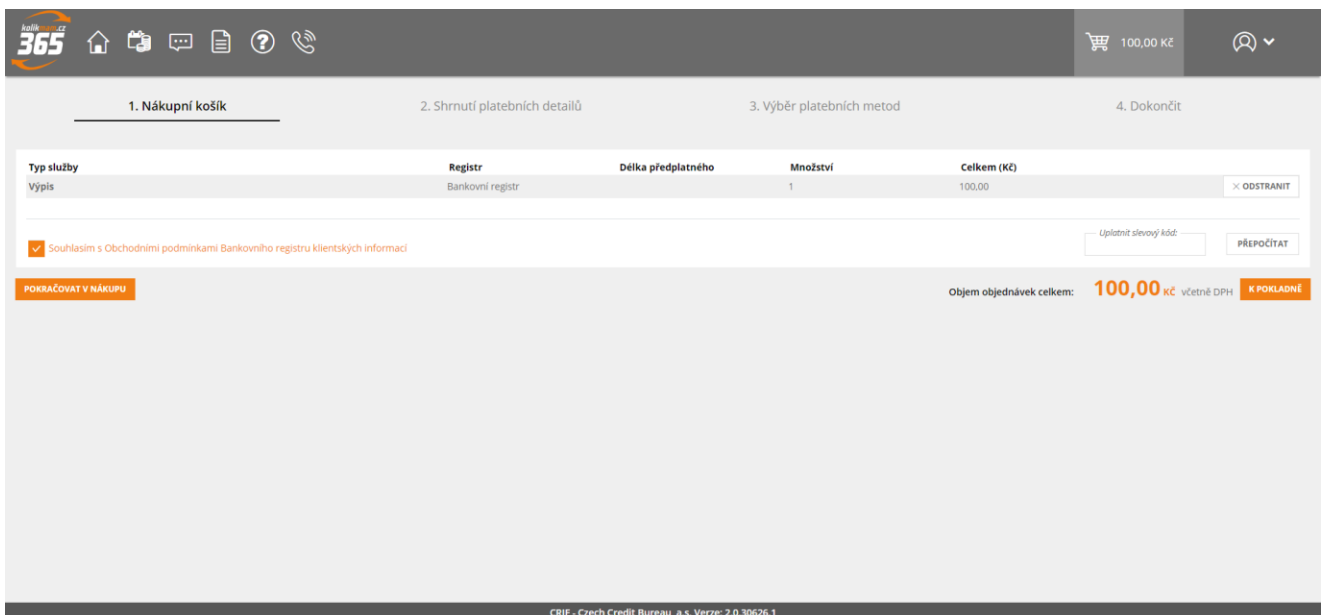 kolikmam.cz
365
100,00 Kč
1. Nákupní košík
2. Shrnutí platebních detailů
3. Výběr platebních metod
4. Dokončit
Typ služby Registr Délka předplatného Množství Celkem (Kč)
Výpis Bankovní registr 1 100,00 × ODSTRANIT
Souhlasím s Obchodními podmínkami Bankovního registru klientských informací
Uplatnit slevový kód:
PŘEPOČÍTAT
POKRAČOVAT V NÁKUPU
Objem objednávek celkem: 100,00 Kč včetně DPH
K POKLADNĚ
CRIF - Czech Credit Bureau, a.s. Verze: 2.0.30626.1